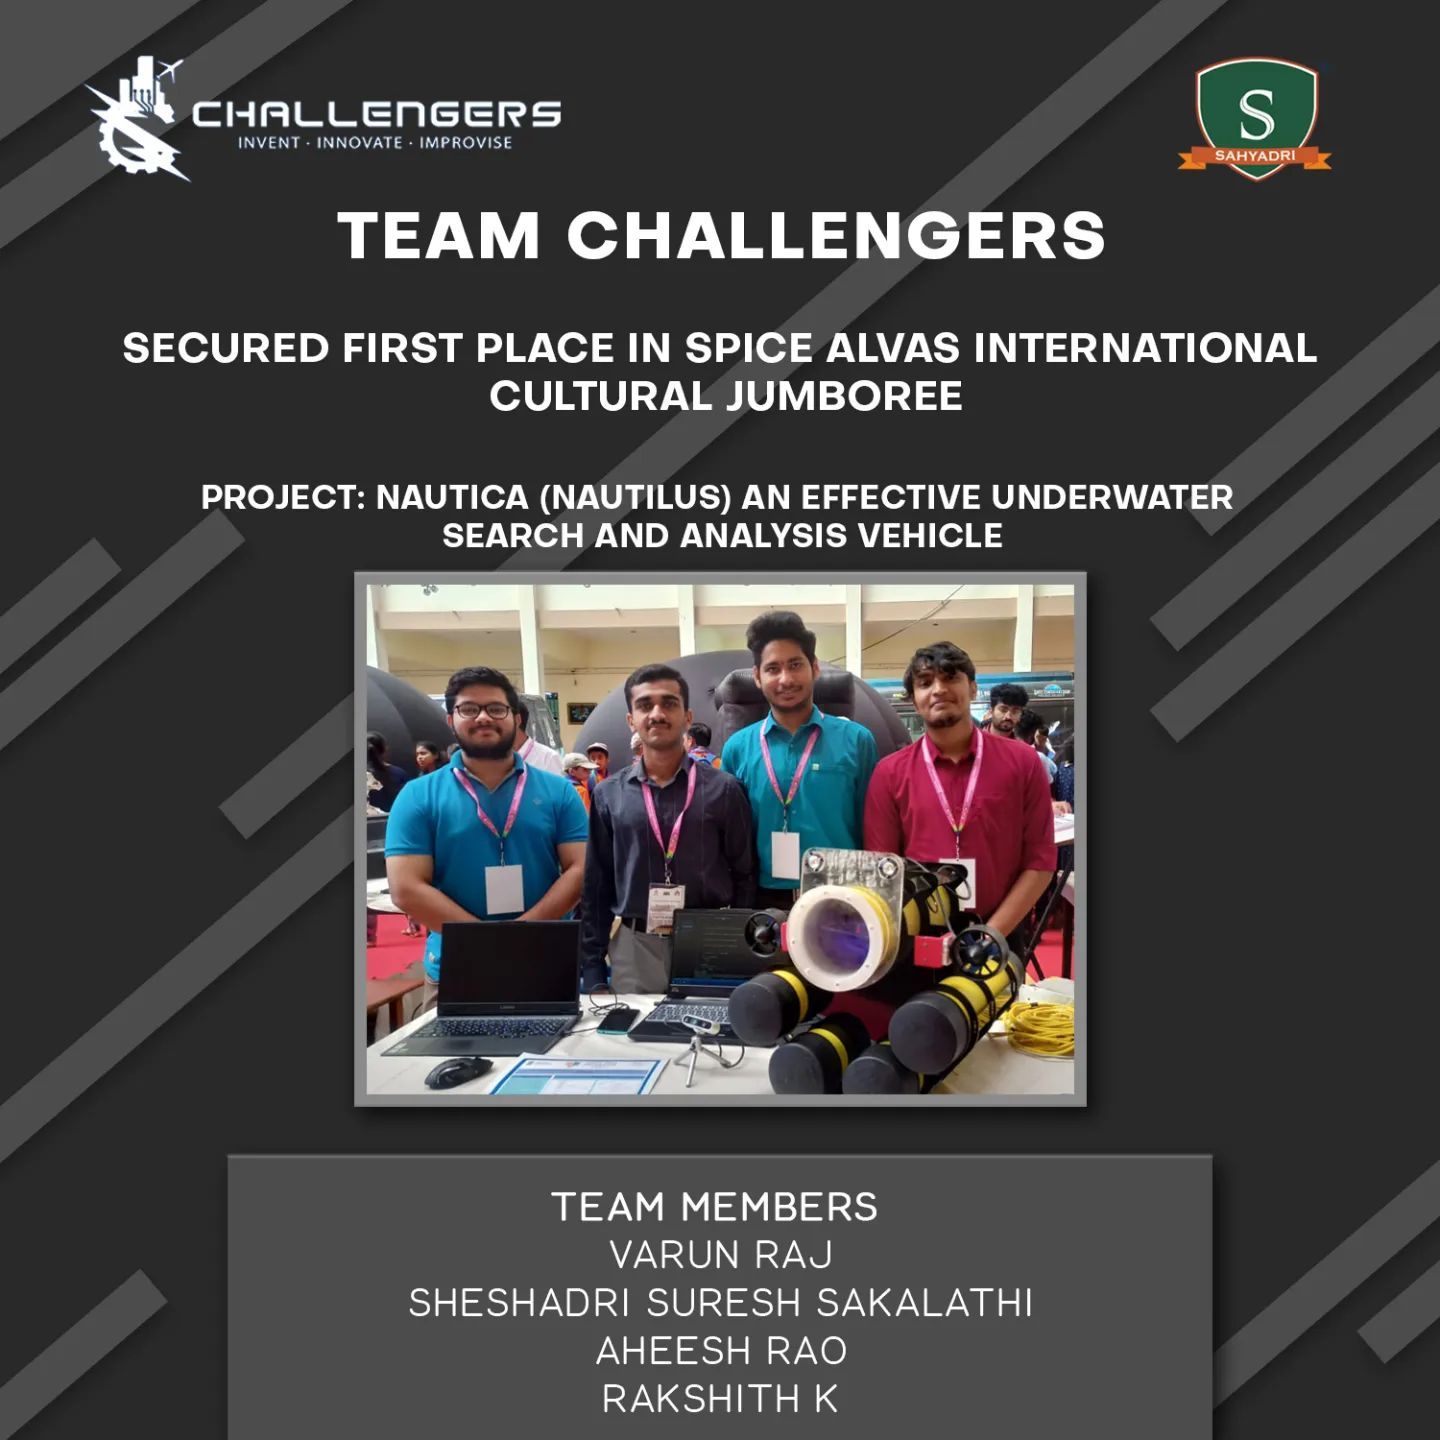 CHALLENGERS
INVENT · INNOVATE · IMPROVISE
S
SAHYADRI
TEAM CHALLENGERS
SECURED FIRST PLACE IN SPICE ALVAS INTERNATIONAL
CULTURAL JUMBOREE
PROJECT: NAUTICA (NAUTILUS) AN EFFECTIVE UNDERWATER
SEARCH AND ANALYSIS VEHICLE
TEAM MEMBERS
VARUN RAJ
SHESHADRI SURESH SAKALATHI
AHEESH RAO
RAKSHITH K